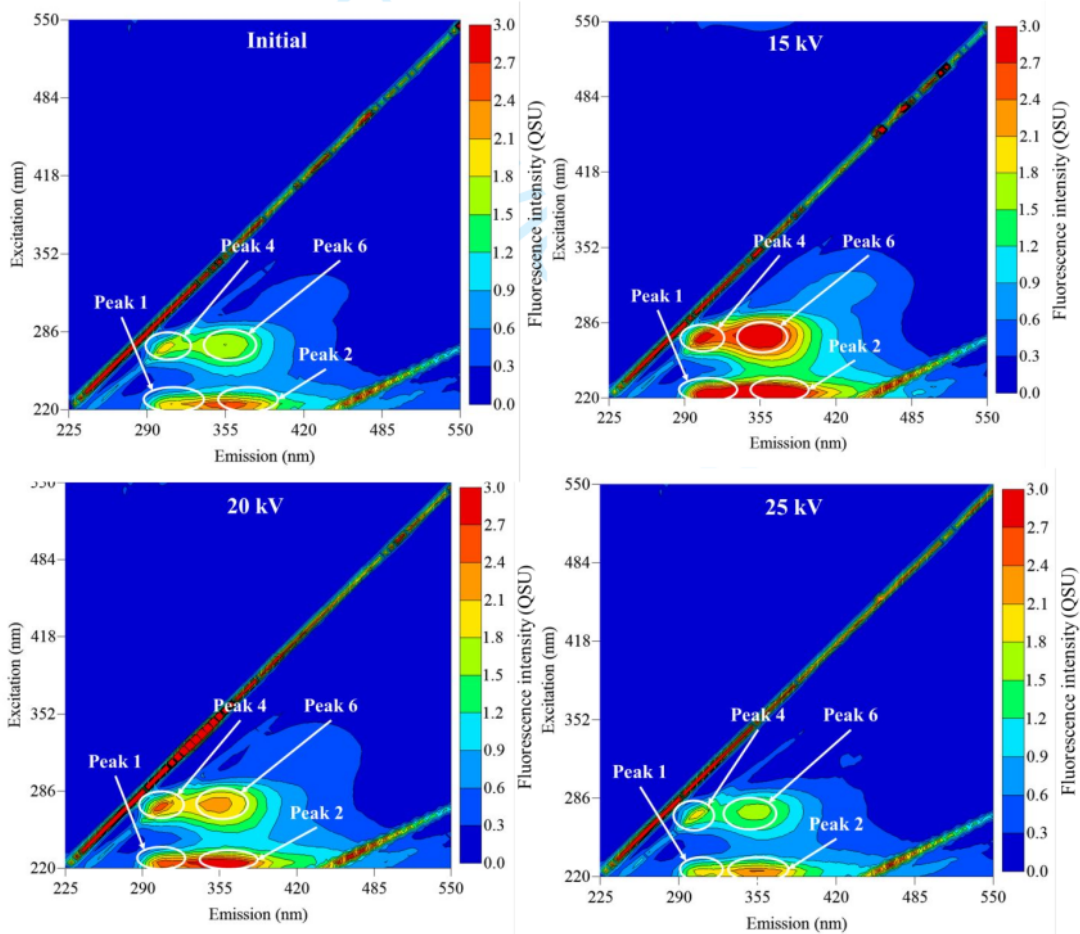 Initial
Peak 4
Peak 6
Peak 1
Peak 2
550
484
418
352
286
220
Excitation (nm)
225
290
355
420
485
550
Emission (nm)
3.0
2.7
2.4
2.1
1.8
1.5
1.2
0.9
0.6
0.3
0.0
Fluorescence intensity (QSU)
15 kV
Peak 4
Peak 6
Peak 1
Peak 2
550
484
418
352
286
220
Excitation (nm)
225
290
355
420
485
550
Emission (nm)
3.0
2.7
2.4
2.1
1.8
1.5
1.2
0.9
0.6
0.3
0.0
Fluorescence intensity (QSU)
20 kV
Peak 4
Peak 6
Peak 1
Peak 2
550
484
418
352
286
220
Excitation (nm)
225
290
355
420
485
550
Emission (nm)
3.0
2.7
2.4
2.1
1.8
1.5
1.2
0.9
0.6
0.3
0.0
Fluorescence intensity (QSU)
25 kV
Peak 4
Peak 6
Peak 1
Peak 2
550
484
418
352
286
220
Excitation (nm)
225
290
355
420
485
550
Emission (nm)
3.0
2.7
2.4
2.1
1.8
1.5
1.2
0.9
0.6
0.3
0.0
Fluorescence intensity (QSU)